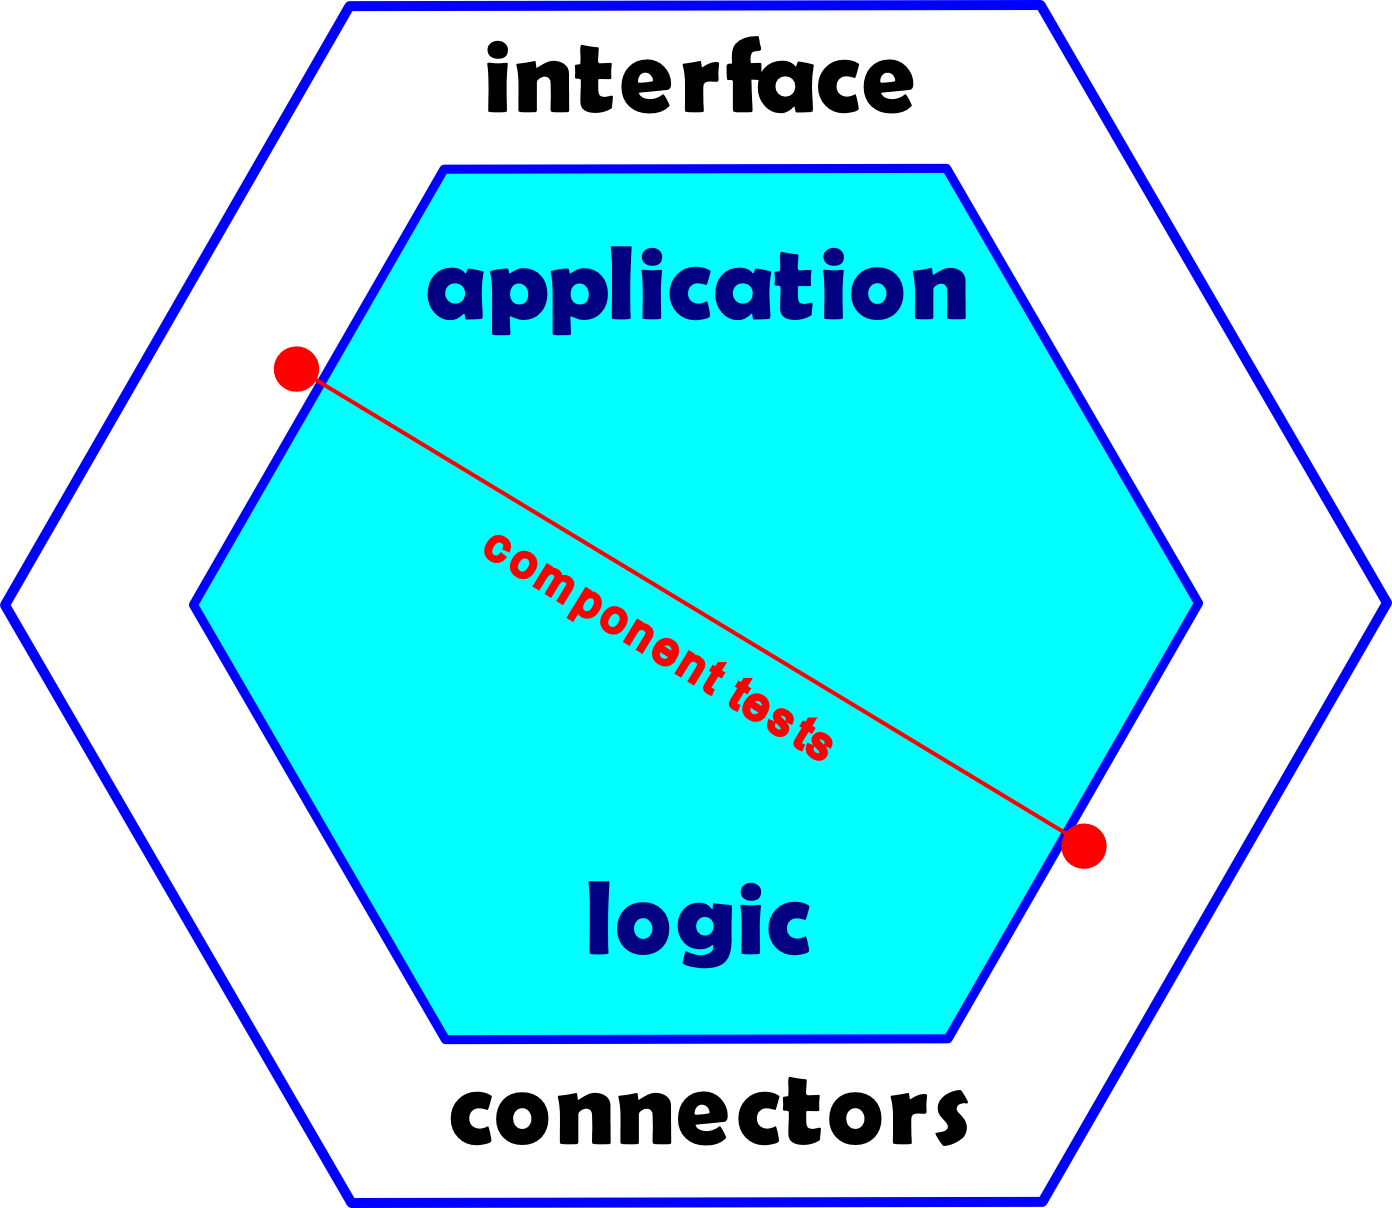 interface
application
component tests
logic
connectors